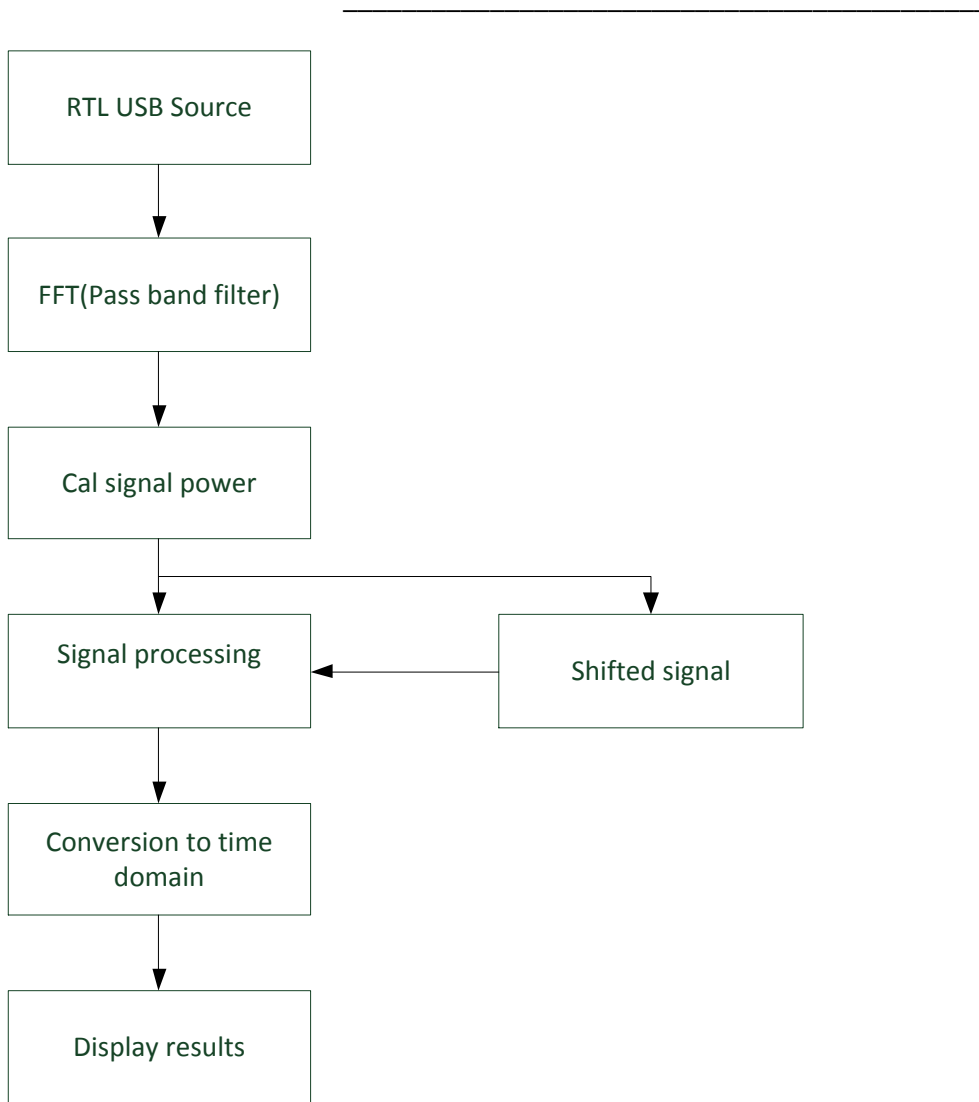 RTL USB Source
FFT(Pass band filter)
Cal signal power
Signal processing
Shifted signal
Conversion to time
domain
Display results